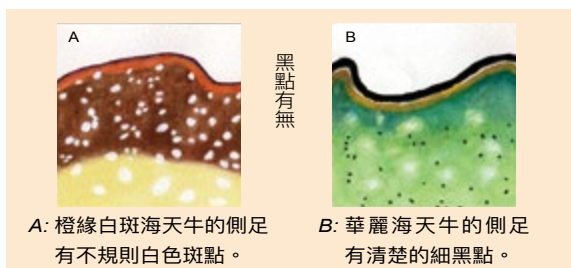 A
B
黑點有無
A: 橙緣白斑海天牛的側足
有不規則白色斑點。
B: 華麗海天牛的側足
有清楚的細黑點。